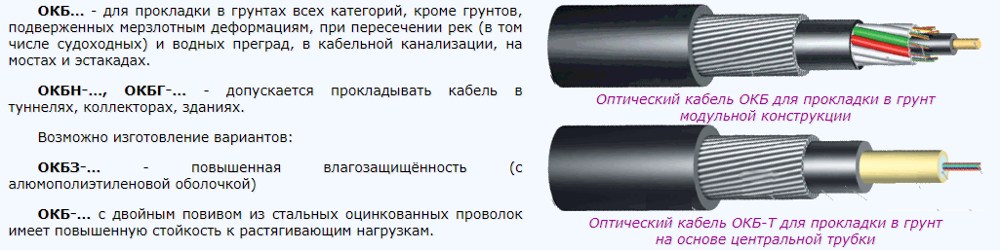 ОКБ... - для прокладки в грунтах всех категорий, кроме грунтов,
подверженных мерзлотным деформациям, при пересечении рек (в том
числе судоходных) и водных преград, в кабельной канализации, на
мостах и эстакадах.
ОКБН-..., ОКБГ-... - допускается прокладывать кабель в
туннелях, коллекторах, зданиях.
Возможно изготовление вариантов:
ОКБЗ-... - повышенная влагозащищённость (с
алюмополиэтиленовой оболочкой)
ОКБ-... с двойным повивом из стальных оцинкованных проволок
имеет повышенную стойкость к растягивающим нагрузкам.
Оптический кабель ОКБ для прокладки в грунт
модульной конструкции
Оптический кабель ОКБ-Т для прокладки в грунт
на основе центральной трубки